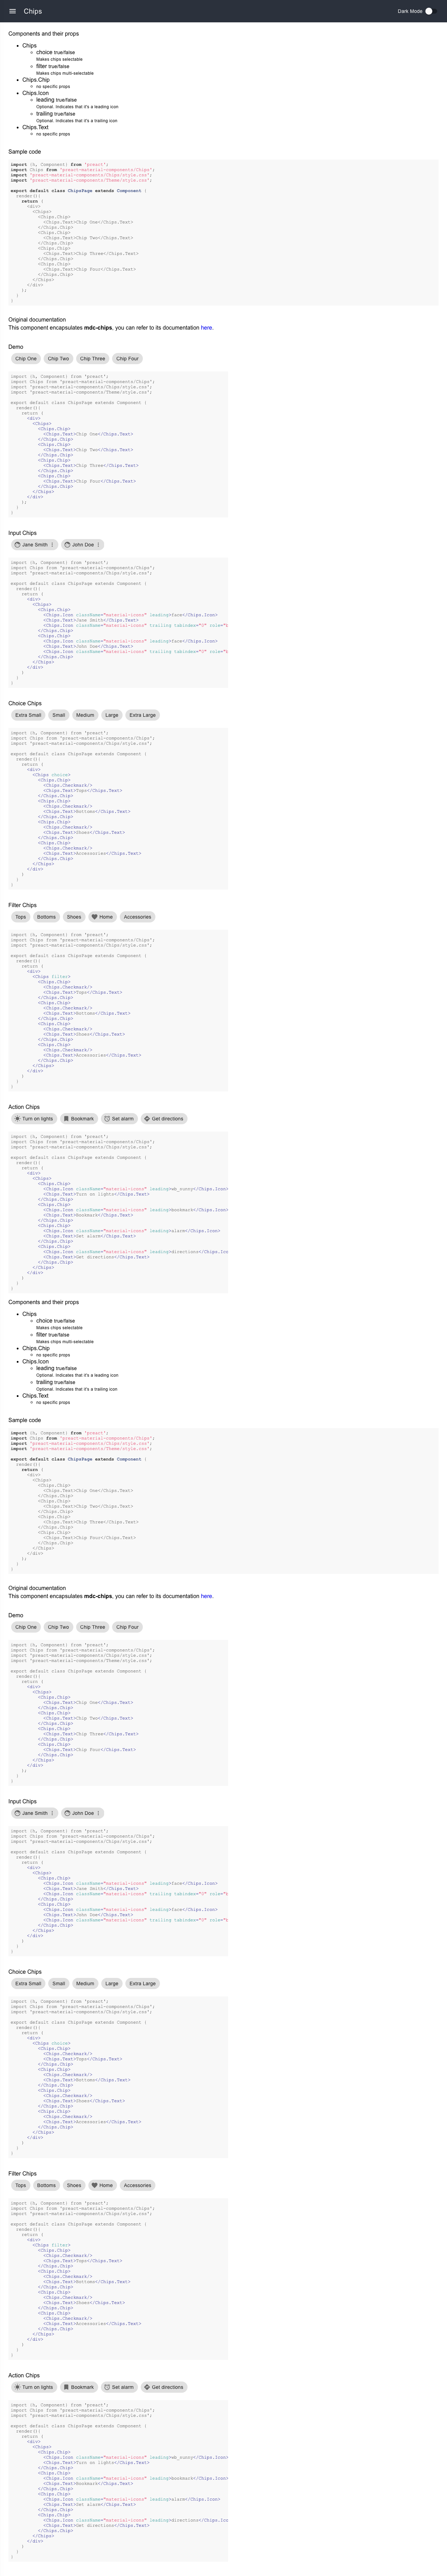 Chips
Dark Mode
Components and their props
Chips
choice true/false
Makes chips selectable
filter true/false
Makes chips multi-selectable
Chips.Chip
no specific props
Chips.Icon
leading true/false
Optional. Indicates that it's a leading icon
trailing true/false
Optional. Indicates that it's a trailing icon
Chips.Text
no specific props
Sample code
import {h, Component} from 'preact';
import Chips from 'preact-material-components/Chips';
import 'preact-material-components/Chips/style.css';
import 'preact-material-components/Theme/style.css';
export default class ChipsPage extends Component {
render(){
return (
<div>
<Chips>
<Chips.Chip>
<Chips.Text>Chip One</Chips.Text>
</Chips.Chip>
<Chips.Chip>
<Chips.Text>Chip Two</Chips.Text>
</Chips.Chip>
<Chips.Chip>
<Chips.Text>Chip Three</Chips.Text>
</Chips.Chip>
<Chips.Chip>
<Chips.Text>Chip Four</Chips.Text>
</Chips.Chip>
</Chips>
</div>
);
}
}
Original documentation
This component encapsulates mdc-chips, you can refer to its documentation here.
Demo
Chip One Chip Two Chip Three Chip Four
import {h, Component} from 'preact';
import Chips from 'preact-material-components/Chips';
import 'preact-material-components/Chips/style.css';
import 'preact-material-components/Theme/style.css';
export default class ChipsPage extends Component {
render(){
return (
<div>
<Chips>
<Chips.Chip>
<Chips.Text>Chip One</Chips.Text>
</Chips.Chip>
<Chips.Chip>
<Chips.Text>Chip Two</Chips.Text>
</Chips.Chip>
<Chips.Chip>
<Chips.Text>Chip Three</Chips.Text>
</Chips.Chip>
<Chips.Chip>
<Chips.Text>Chip Four</Chips.Text>
</Chips.Chip>
</Chips>
</div>
);
}
}
Input Chips
Jane Smith John Doe
import {h, Component} from 'preact';
import Chips from 'preact-material-components/Chips';
import 'preact-material-components/Chips/style.css';
export default class ChipsPage extends Component {
render(){
return (
<div>
<Chips>
<Chips.Chip>
<Chips.Icon className="material-icons" leading>face</Chips.Icon>
<Chips.Text>Jane Smith</Chips.Text>
<Chips.Icon className="material-icons" trailing tabindex="0" role="b
</Chips.Chip>
<Chips.Chip>
<Chips.Icon className="material-icons" leading>face</Chips.Icon>
<Chips.Text>John Doe</Chips.Text>
<Chips.Icon className="material-icons" trailing tabindex="0" role="b
</Chips.Chip>
</Chips>
</div>
)
}
}
Choice Chips
Extra Small Small Medium Large Extra Large
import {h, Component} from 'preact';
import Chips from 'preact-material-components/Chips';
import 'preact-material-components/Chips/style.css';
export default class ChipsPage extends Component {
render(){
return (
<div>
<Chips choice>
<Chips.Chip>
<Chips.Checkmark/>
<Chips.Text>Tops</Chips.Text>
</Chips.Chip>
<Chips.Chip>
<Chips.Checkmark/>
<Chips.Text>Bottoms</Chips.Text>
</Chips.Chip>
<Chips.Chip>
<Chips.Checkmark/>
<Chips.Text>Shoes</Chips.Text>
</Chips.Chip>
<Chips.Chip>
<Chips.Checkmark/>
<Chips.Text>Accessories</Chips.Text>
</Chips.Chip>
</Chips>
</div>
)
}
}
Filter Chips
Tops Bottoms Shoes Home Accessories
import {h, Component} from 'preact';
import Chips from 'preact-material-components/Chips';
import 'preact-material-components/Chips/style.css';
export default class ChipsPage extends Component {
render(){
return (
<div>
<Chips filter>
<Chips.Chip>
<Chips.Checkmark/>
<Chips.Text>Tops</Chips.Text>
</Chips.Chip>
<Chips.Chip>
<Chips.Checkmark/>
<Chips.Text>Bottoms</Chips.Text>
</Chips.Chip>
<Chips.Chip>
<Chips.Checkmark/>
<Chips.Text>Shoes</Chips.Text>
</Chips.Chip>
<Chips.Chip>
<Chips.Checkmark/>
<Chips.Text>Accessories</Chips.Text>
</Chips.Chip>
</Chips>
</div>
)
}
}
Action Chips
Turn on lights Bookmark Set alarm Get directions
import {h, Component} from 'preact';
import Chips from 'preact-material-components/Chips';
import 'preact-material-components/Chips/style.css';
export default class ChipsPage extends Component {
render(){
return (
<div>
<Chips>
<Chips.Chip>
<Chips.Icon className="material-icons" leading>wb_sunny</Chips.Icon>
<Chips.Text>Turn on lights</Chips.Text>
</Chips.Chip>
<Chips.Chip>
<Chips.Icon className="material-icons" leading>bookmark</Chips.Icon>
<Chips.Text>Bookmark</Chips.Text>
</Chips.Chip>
<Chips.Chip>
<Chips.Icon className="material-icons" leading>alarm</Chips.Icon>
<Chips.Text>Set alarm</Chips.Text>
</Chips.Chip>
<Chips.Chip>
<Chips.Icon className="material-icons" leading>directions</Chips.Icon
<Chips.Text>Get directions</Chips.Text>
</Chips.Chip>
</Chips>
</div>
)
}
}
Components and their props
Chips
choice true/false
Makes chips selectable
filter true/false
Makes chips multi-selectable
Chips.Chip
no specific props
Chips.Icon
leading true/false
Optional. Indicates that it's a leading icon
trailing true/false
Optional. Indicates that it's a trailing icon
Chips.Text
no specific props
Sample code
import {h, Component} from 'preact';
import Chips from 'preact-material-components/Chips';
import 'preact-material-components/Chips/style.css';
import 'preact-material-components/Theme/style.css';
export default class ChipsPage extends Component {
render(){
return (
<div>
<Chips>
<Chips.Chip>
<Chips.Text>Chip One</Chips.Text>
</Chips.Chip>
<Chips.Chip>
<Chips.Text>Chip Two</Chips.Text>
</Chips.Chip>
<Chips.Chip>
<Chips.Text>Chip Three</Chips.Text>
</Chips.Chip>
<Chips.Chip>
<Chips.Text>Chip Four</Chips.Text>
</Chips.Chip>
</Chips>
</div>
);
}
}
Original documentation
This component encapsulates mdc-chips, you can refer to its documentation here.
Demo
Chip One Chip Two Chip Three Chip Four
import {h, Component} from 'preact';
import Chips from 'preact-material-components/Chips';
import 'preact-material-components/Chips/style.css';
import 'preact-material-components/Theme/style.css';
export default class ChipsPage extends Component {
render(){
return (
<div>
<Chips>
<Chips.Chip>
<Chips.Text>Chip One</Chips.Text>
</Chips.Chip>
<Chips.Chip>
<Chips.Text>Chip Two</Chips.Text>
</Chips.Chip>
<Chips.Chip>
<Chips.Text>Chip Three</Chips.Text>
</Chips.Chip>
<Chips.Chip>
<Chips.Text>Chip Four</Chips.Text>
</Chips.Chip>
</Chips>
</div>
);
}
}
Input Chips
Jane Smith John Doe
import {h, Component} from 'preact';
import Chips from 'preact-material-components/Chips';
import 'preact-material-components/Chips/style.css';
export default class ChipsPage extends Component {
render(){
return (
<div>
<Chips>
<Chips.Chip>
<Chips.Icon className="material-icons" leading>face</Chips.Icon>
<Chips.Text>Jane Smith</Chips.Text>
<Chips.Icon className="material-icons" trailing tabindex="0" role="b
</Chips.Chip>
<Chips.Chip>
<Chips.Icon className="material-icons" leading>face</Chips.Icon>
<Chips.Text>John Doe</Chips.Text>
<Chips.Icon className="material-icons" trailing tabindex="0" role="b
</Chips.Chip>
</Chips>
</div>
)
}
}
Choice Chips
Extra Small Small Medium Large Extra Large
import {h, Component} from 'preact';
import Chips from 'preact-material-components/Chips';
import 'preact-material-components/Chips/style.css';
export default class ChipsPage extends Component {
render(){
return (
<div>
<Chips choice>
<Chips.Chip>
<Chips.Checkmark/>
<Chips.Text>Tops</Chips.Text>
</Chips.Chip>
<Chips.Chip>
<Chips.Checkmark/>
<Chips.Text>Bottoms</Chips.Text>
</Chips.Chip>
<Chips.Chip>
<Chips.Checkmark/>
<Chips.Text>Shoes</Chips.Text>
</Chips.Chip>
<Chips.Chip>
<Chips.Checkmark/>
<Chips.Text>Accessories</Chips.Text>
</Chips.Chip>
</Chips>
</div>
)
}
}
Filter Chips
Tops Bottoms Shoes Home Accessories
import {h, Component} from 'preact';
import Chips from 'preact-material-components/Chips';
import 'preact-material-components/Chips/style.css';
export default class ChipsPage extends Component {
render(){
return (
<div>
<Chips filter>
<Chips.Chip>
<Chips.Checkmark/>
<Chips.Text>Tops</Chips.Text>
</Chips.Chip>
<Chips.Chip>
<Chips.Checkmark/>
<Chips.Text>Bottoms</Chips.Text>
</Chips.Chip>
<Chips.Chip>
<Chips.Checkmark/>
<Chips.Text>Shoes</Chips.Text>
</Chips.Chip>
<Chips.Chip>
<Chips.Checkmark/>
<Chips.Text>Accessories</Chips.Text>
</Chips.Chip>
</Chips>
</div>
)
}
}
Action Chips
Turn on lights Bookmark Set alarm Get directions
import {h, Component} from 'preact';
import Chips from 'preact-material-components/Chips';
import 'preact-material-components/Chips/style.css';
export default class ChipsPage extends Component {
render(){
return (
<div>
<Chips>
<Chips.Chip>
<Chips.Icon className="material-icons" leading>wb_sunny</Chips.Icon>
<Chips.Text>Turn on lights</Chips.Text>
</Chips.Chip>
<Chips.Chip>
<Chips.Icon className="material-icons" leading>bookmark</Chips.Icon>
<Chips.Text>Bookmark</Chips.Text>
</Chips.Chip>
<Chips.Chip>
<Chips.Icon className="material-icons" leading>alarm</Chips.Icon>
<Chips.Text>Set alarm</Chips.Text>
</Chips.Chip>
<Chips.Chip>
<Chips.Icon className="material-icons" leading>directions</Chips.Icon
<Chips.Text>Get directions</Chips.Text>
</Chips.Chip>
</Chips>
</div>
)
}
}